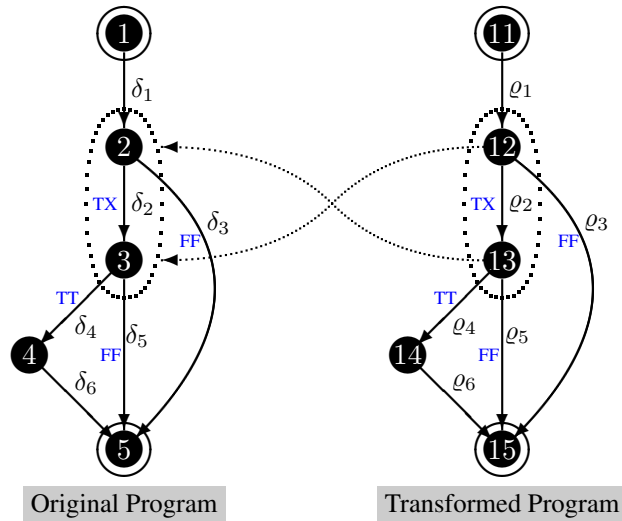 1
11
δ1
ϱ1
2
12
TX
δ2
δ3
FF
TX
ϱ2
ϱ3
FF
3
13
TT
δ4
δ5
FF
TT
ϱ4
ϱ5
FF
4
14
δ6
ϱ6
5
15
Original Program
Transformed Program